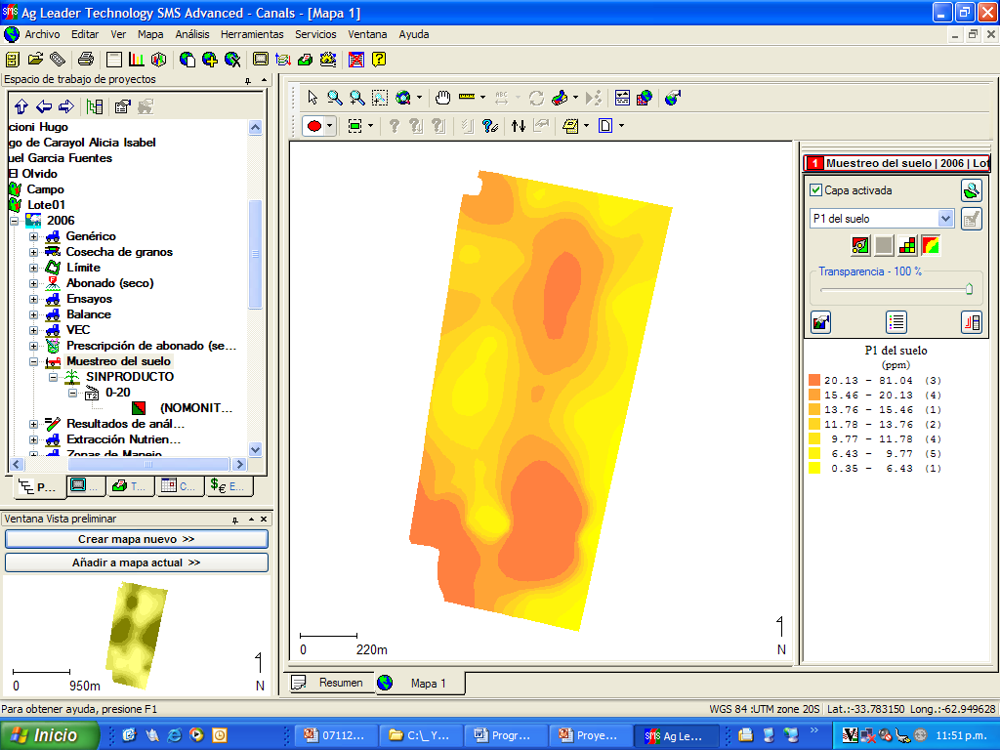 Ag Leader Technology SMS Advanced - Canals - [Mapa 1]
Archivo Editar Ver Mapa Análisis Herramientas Servicios Ventana Ayuda
Espacio de trabajo de proyectos
cioni Hugo
go de Carayol Alicia Isabel
uel Garcia Fuentes
El Olvido
Campo
Lote01
2006
Genérico
Cosecha de granos
Límite
Abonado (seco)
Ensayos
Balance
VEC
Prescripción de abonado (se...
Muestreo del suelo
SINPRODUCTO
0-20
(NOMONIT...
Resultados de anál...
Extracción Nutrien...
Zonas de Manejo
P... ... T... C... E...
Ventana Vista preliminar
Crear mapa nuevo >>
Añadir a mapa actual >>
0 950m N
ABC
0 220m N
Resumen Mapa 1
1 Muestreo del suelo | 2006 | Lot
Capa activada
P1 del suelo
Transparencia - 100 %
P1 del suelo
(ppm)
20.13 - 81.04 (3)
15.46 - 20.13 (4)
13.76 - 15.46 (1)
11.78 - 13.76 (2)
9.77 - 11.78 (4)
6.43 - 9.77 (5)
0.35 - 6.43 (1)
Para obtener ayuda, presione F1
WGS 84 :UTM zone 20S Lat.:-33.783150 Long.:-62.949628
Inicio 07112... C:\_Y... Progr... Proye... Ag Le... 11:51 p.m.